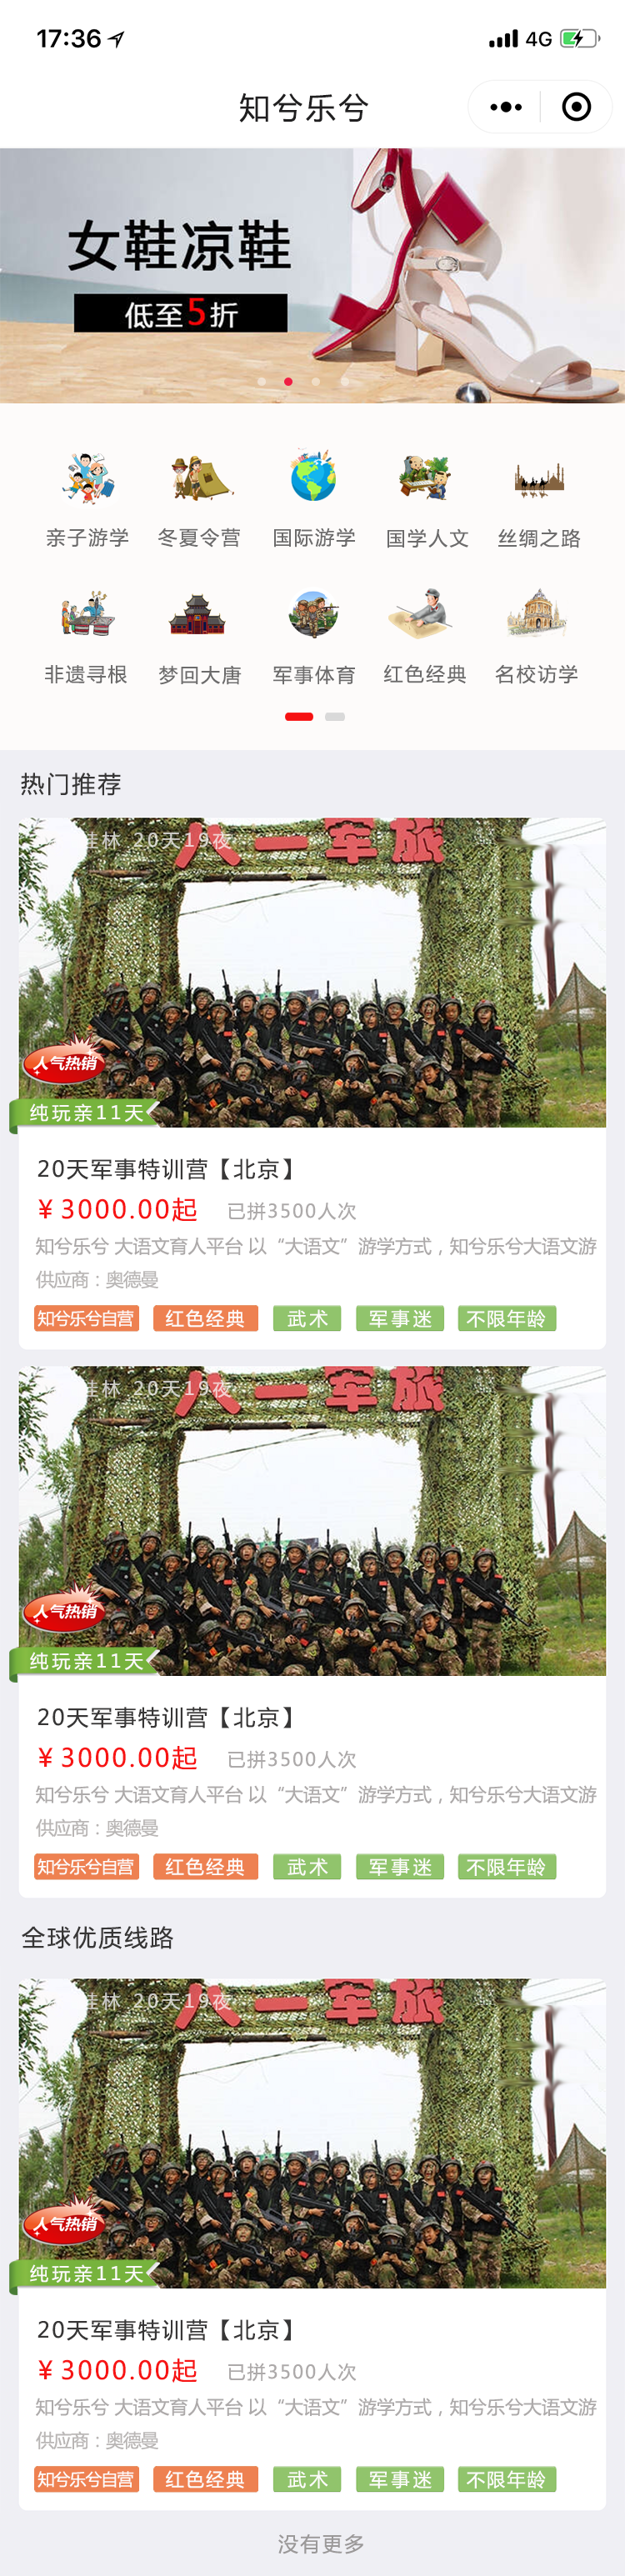 17:36
4G
知兮乐兮
女鞋凉鞋
低至5折
亲子游学 冬夏令营 国际游学 国学人文 丝绸之路
非遗寻根 梦回大唐 军事体育 红色经典 名校访学
热门推荐
桂林 20天19夜
八一军旅
人气热销
纯玩亲11天
20天军事特训营【北京】
¥3000.00起 已拼3500人次
知兮乐兮 大语文育人平台 以“大语文”游学方式，知兮乐兮大语文游
供应商：奥德曼
知兮乐兮自营 红色经典 武术 军事迷 不限年龄
桂林 20天19夜
八一军旅
人气热销
纯玩亲11天
20天军事特训营【北京】
¥3000.00起 已拼3500人次
知兮乐兮 大语文育人平台 以“大语文”游学方式，知兮乐兮大语文游
供应商：奥德曼
知兮乐兮自营 红色经典 武术 军事迷 不限年龄
全球优质线路
桂林 20天19夜
八一军旅
人气热销
纯玩亲11天
20天军事特训营【北京】
¥3000.00起 已拼3500人次
知兮乐兮 大语文育人平台 以“大语文”游学方式，知兮乐兮大语文游
供应商：奥德曼
知兮乐兮自营 红色经典 武术 军事迷 不限年龄
没有更多